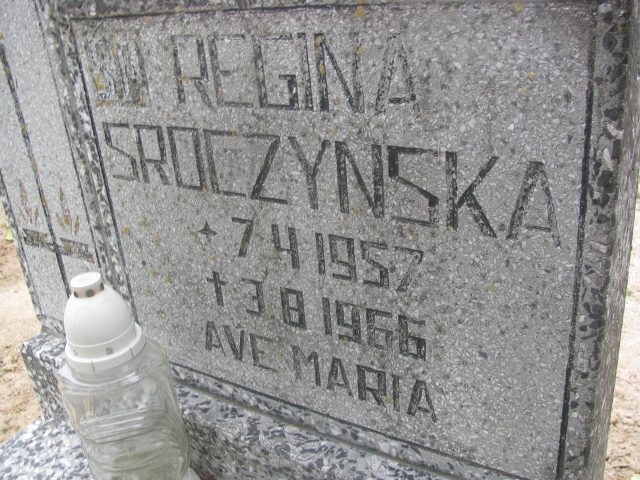 REGINA
SROCZYNSKA
7 4 1957
† 3 8 1966
AVE MARIA